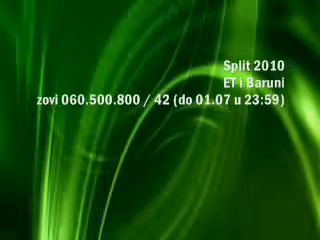 Split 2010
ET i Baruni
zovi 060.500.800 / 42 (do 01.07 u 23:59)